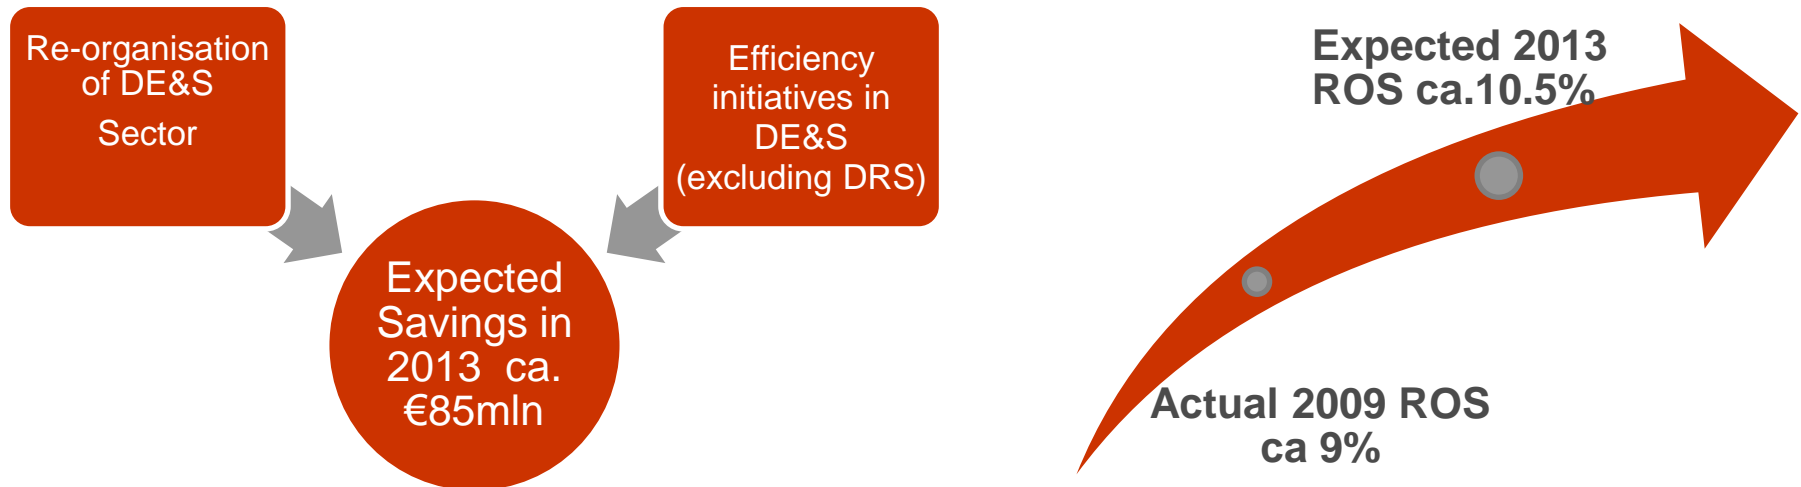 Re-organisation
of DE&S
Sector
Efficiency
initiatives in
DE&S
(excluding DRS)
Expected
Savings in
2013 ca.
€85mln
Expected 2013
ROS ca.10.5%
Actual 2009 ROS
ca 9%